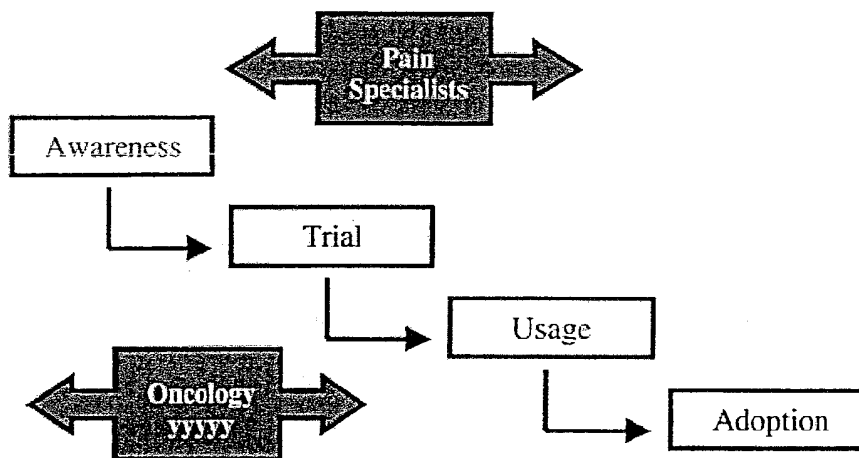 Pain
Specialists
Awareness
Trial
Usage
Oncology
yyyyy
Adoption